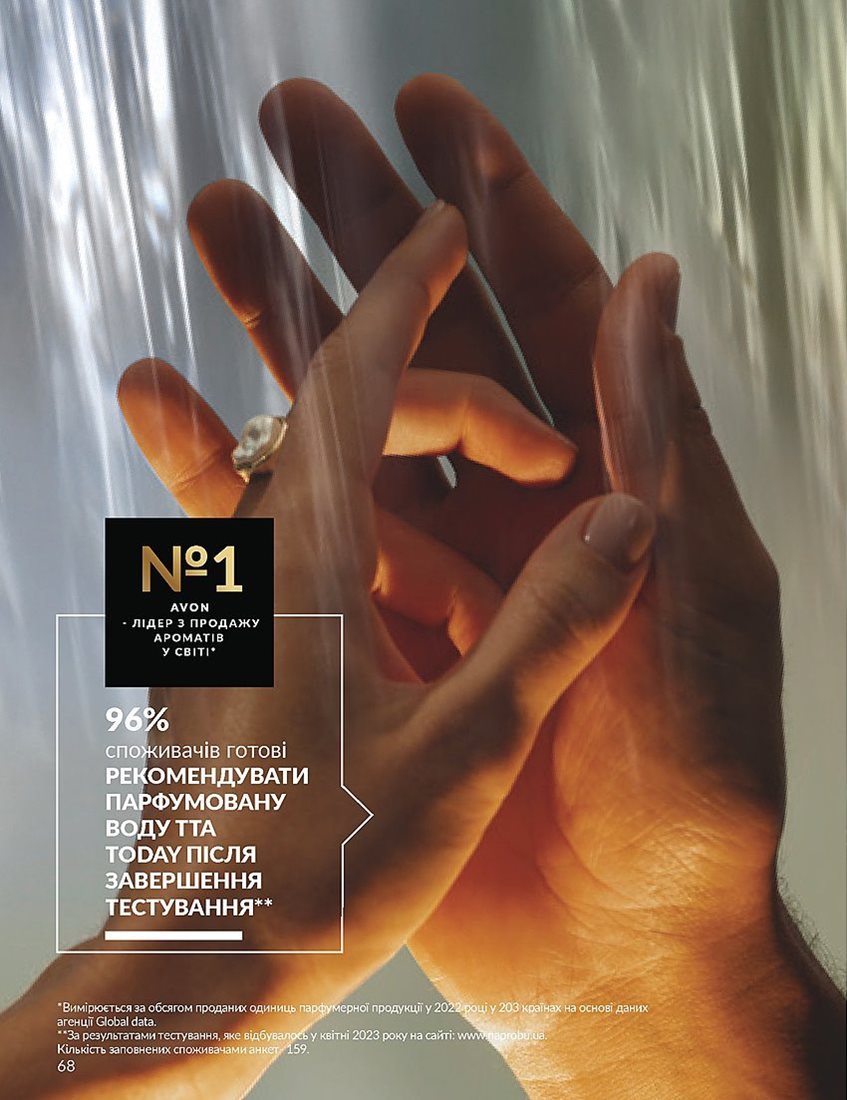 №1
AVON
- ЛІДЕР З ПРОДАЖУ
АРОМАТІВ
У СВІТІ*
96%
споживачів готові
РЕКОМЕНДУВАТИ
ПАРФУМОВАНУ
ВОДУ ТТА
TODAY ПІСЛЯ
ЗАВЕРШЕННЯ
ТЕСТУВАННЯ**
*Вимірюється за обсягом проданих одиниць парфумерної продукції у 2022 році у 203 країнах на основі даних
агенції Global data.
**За результатами тестування, яке відбувалось у квітні 2023 року на сайті: www.naprobu.ua.
Кількість заповнених споживачами анкет- 159.
68